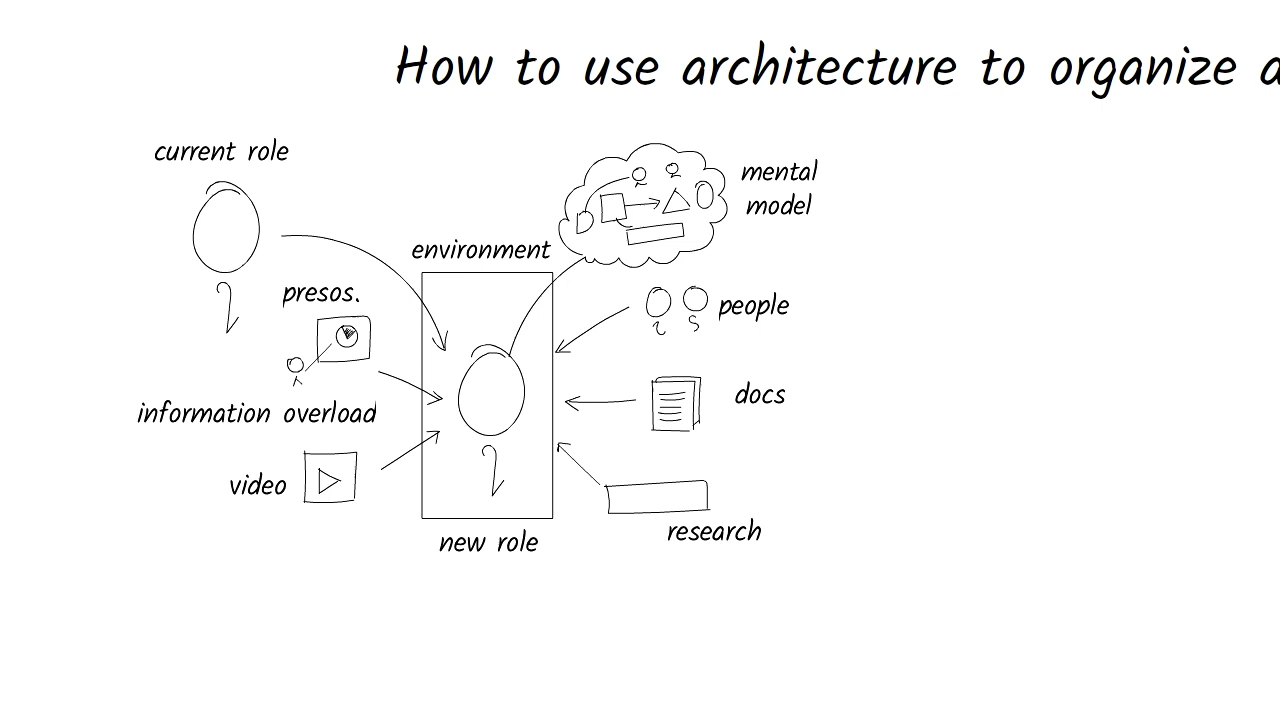 How to use architecture to organize
current role
mental
model
environment
presos.
people
docs
information overload
video
research
new role